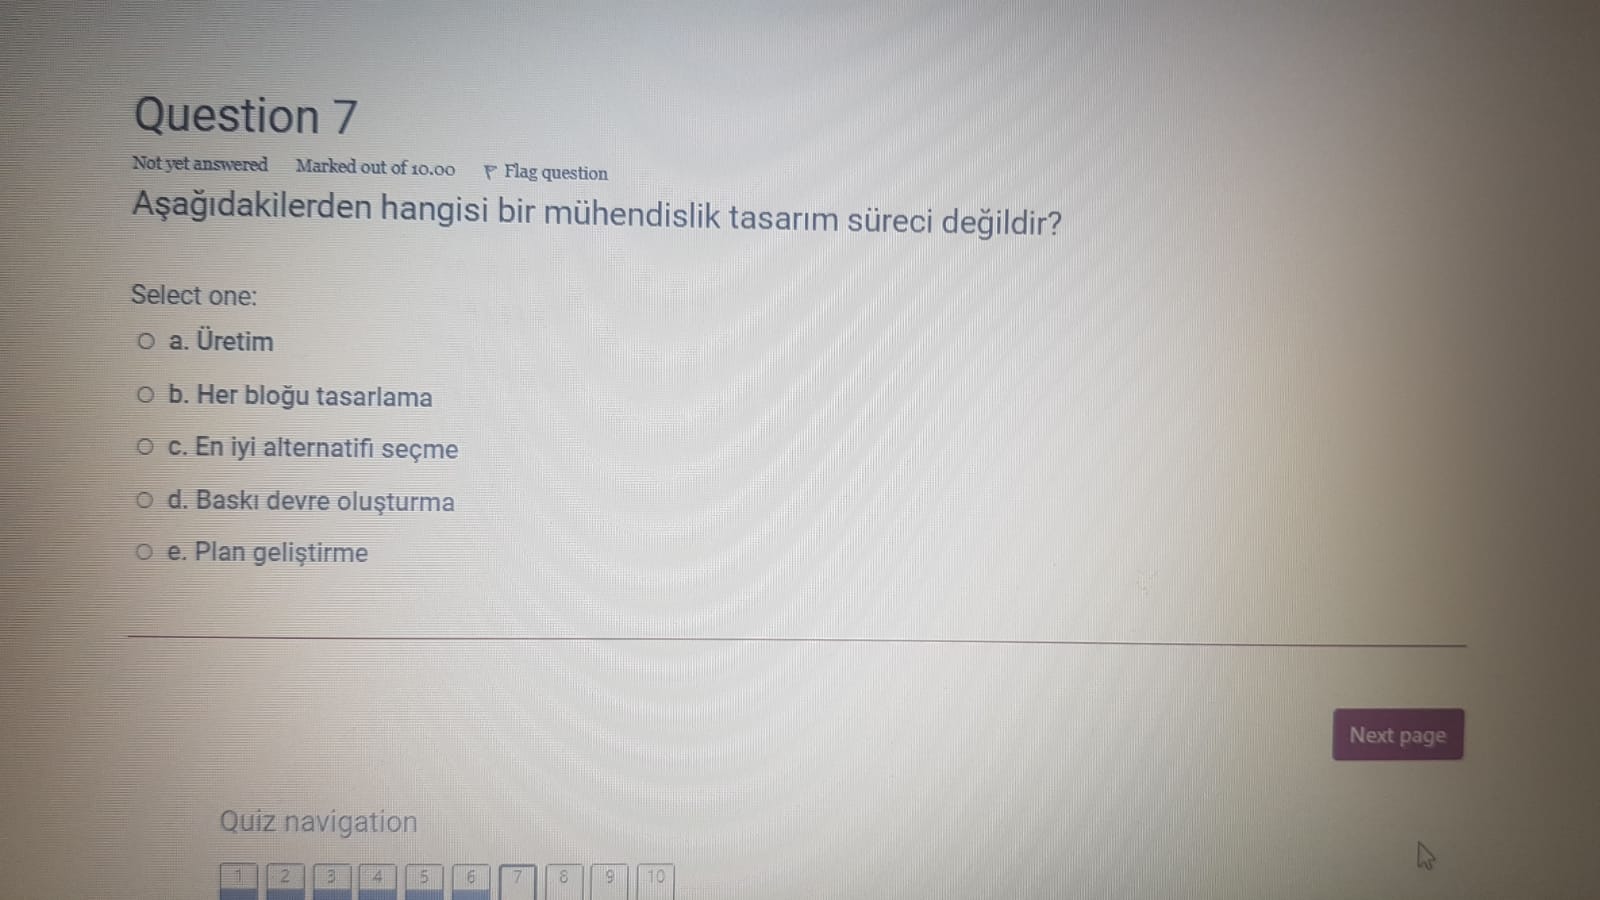 Question 7
Not yet answered Marked out of 10.00 Flag question
Aşağıdakilerden hangisi bir mühendislik tasarım süreci değildir?
Select one:
a. Üretim
b. Her bloğu tasarlama
c. En iyi alternatifi seçme
d. Baskı devre oluşturma
e. Plan geliştirme
Next page
Quiz navigation
1 2 3 4 5 6 7 8 9 10